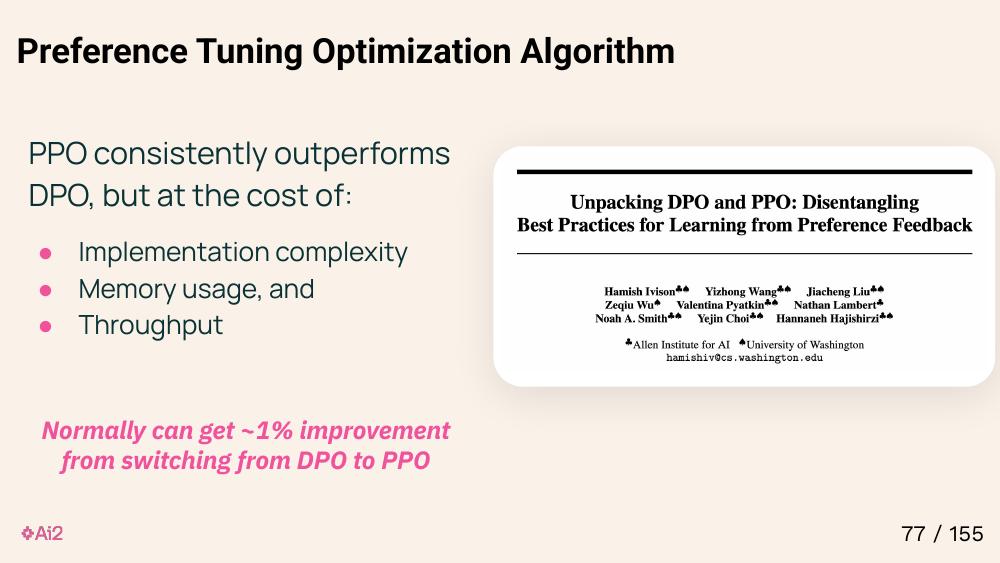 Preference Tuning Optimization Algorithm
PPO consistently outperforms
DPO, but at the cost of:
● Implementation complexity
● Memory usage, and
● Throughput
Normally can get ~1% improvement
from switching from DPO to PPO
Unpacking DPO and PPO: Disentangling
Best Practices for Learning from Preference Feedback
Hamish Ivison♣♠ Yizhong Wang♣♠ Jiacheng Liu♣♠
Zeqiu Wu♠ Valentina Pyatkin♣♠ Nathan Lambert♣
Noah A. Smith♣♠ Yejin Choi♣♠ Hannaneh Hajishirzi♣♠
♣Allen Institute for AI ♠University of Washington
hamishiv@cs.washington.edu
Ai2
77 / 155